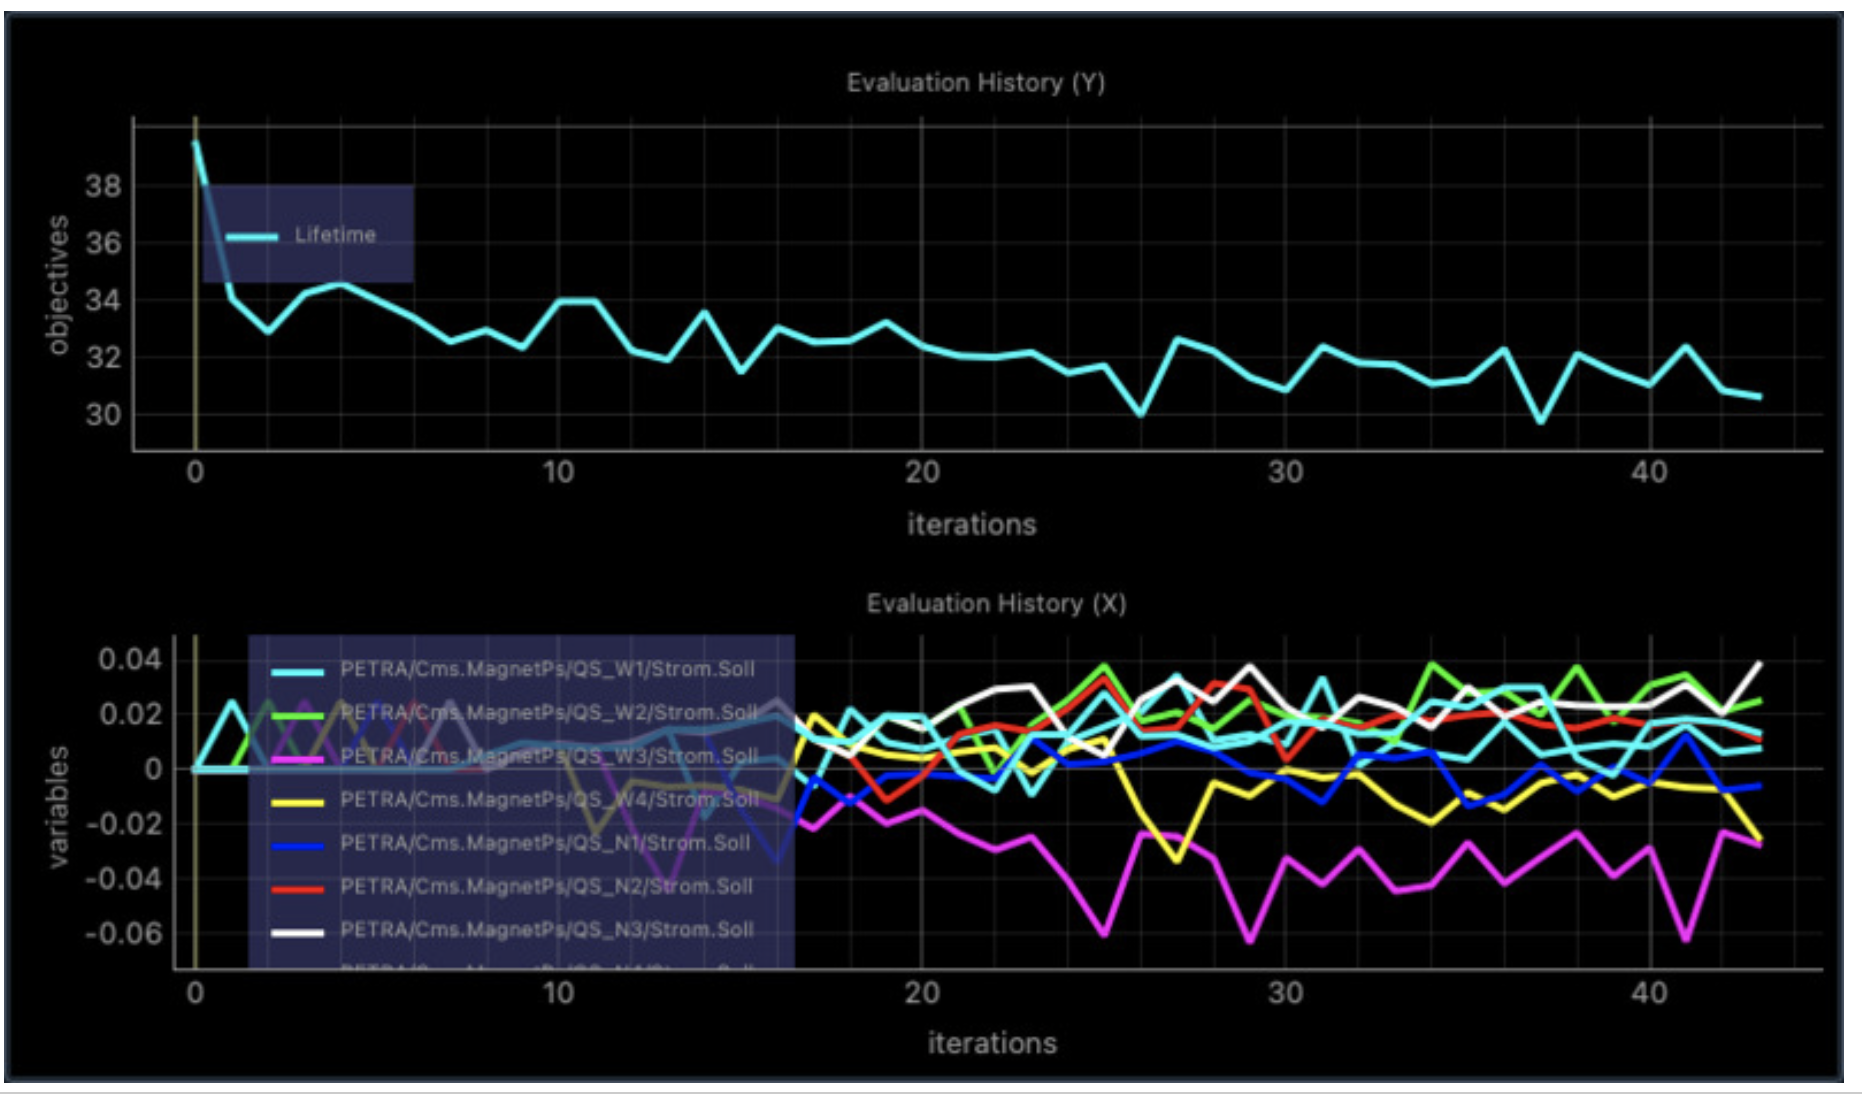 Evaluation History (Y)
objectives
38
36
34
32
30
Lifetime
0 10 20 30 40
iterations
Evaluation History (X)
variables
0.04
0.02
0
-0.02
-0.04
-0.06
PETRA/Cms.MagnetPs/QS_W1/Strom.Soll
PETRA/Cms.MagnetPs/QS_W2/Strom.Soll
PETRA/Cms.MagnetPs/QS_W3/Strom.Soll
PETRA/Cms.MagnetPs/QS_W4/Strom.Soll
PETRA/Cms.MagnetPs/QS_N1/Strom.Soll
PETRA/Cms.MagnetPs/QS_N2/Strom.Soll
PETRA/Cms.MagnetPs/QS_N3/Strom.Soll
0 10 20 30 40
iterations